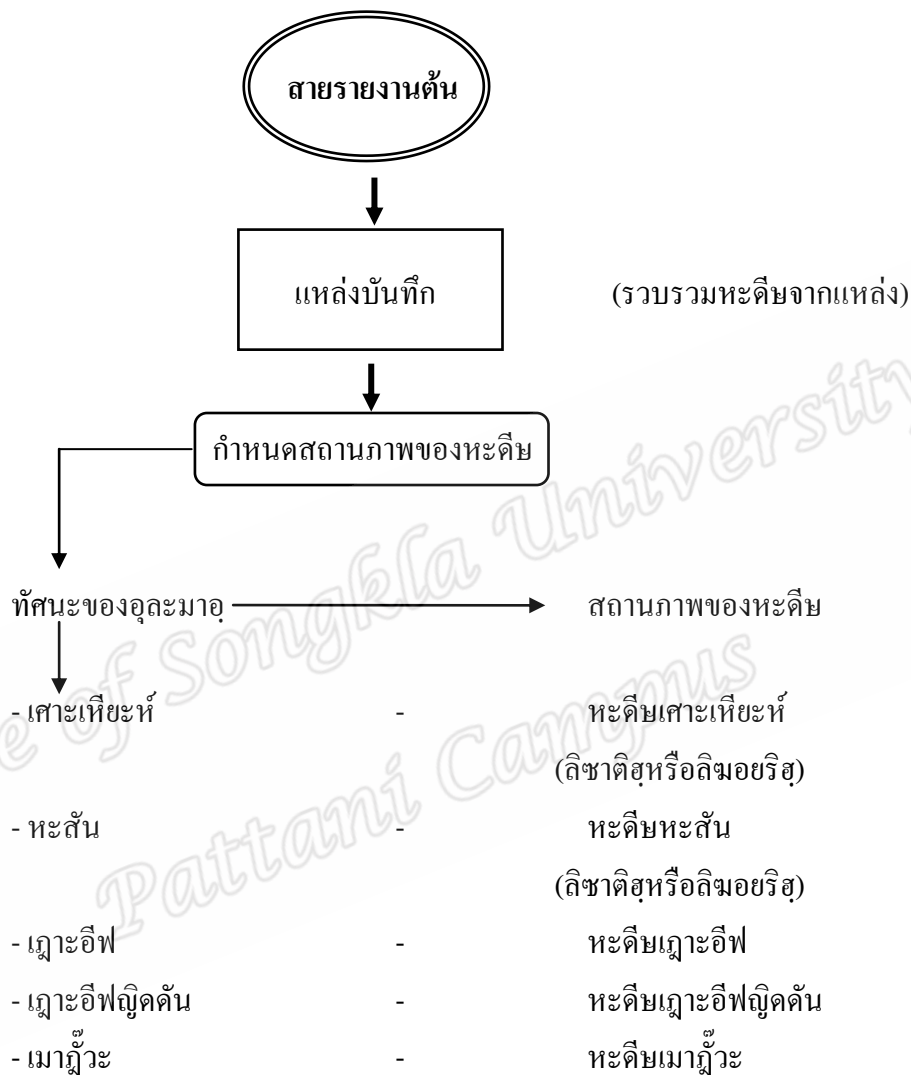 สายรายงานต้น
แหล่งบันทึก (รวบรวมหะดีษจากแหล่ง)
กำหนดสถานภาพของหะดีษ
ทัศนะของอุละมาอฺ สถานภาพของหะดีษ
- เศาะเหียะห์ - หะดีษเศาะเหียะห์
(ลิซาติฮฺหรือลิฆอยริฮฺ)
- หะสัน - หะดีษหะสัน
(ลิซาติฮฺหรือลิฆอยริฮฺ)
- เฎาะอีฟ - หะดีษเฎาะอีฟ
- เฎาะอีฟญิดดัน - หะดีษเฎาะอีฟญิดดัน
- เมาฎั๊วะ - หะดีษเมาฎั๊วะ
e of Songkla University
Pattani Campus